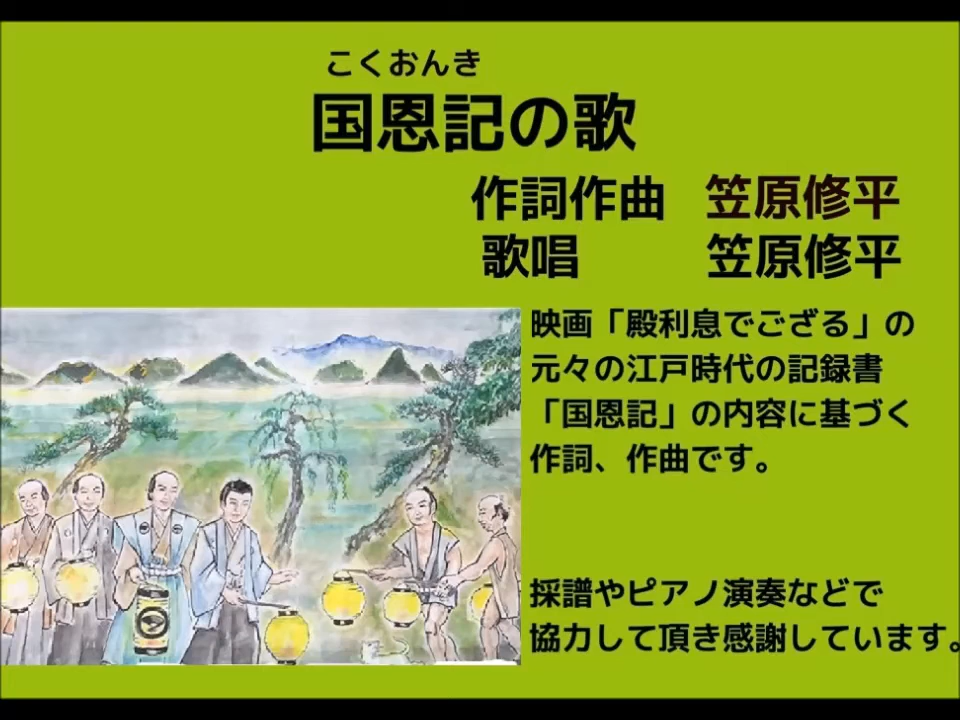 こくおんき
国恩記の歌
作詞作曲 笠原修平
歌唱 笠原修平
映画「殿利息でござる」の
元々の江戸時代の記録書
「国恩記」の内容に基づく
作詞、作曲です。
採譜やピアノ演奏などで
協力して頂き感謝しています。